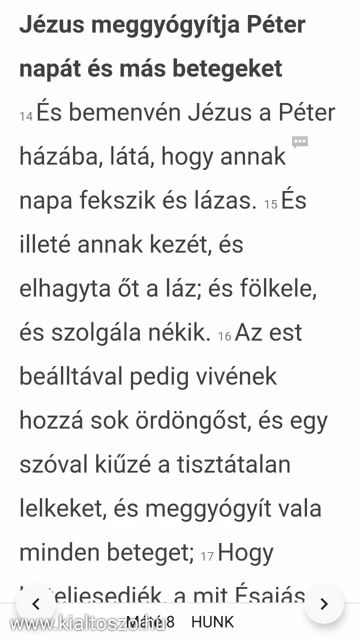 Jézus meggyógyítja Péter
napát és más betegeket
14 És bemenvén Jézus a Péter
házába, látá, hogy annak
napa fekszik és lázas. 15 És
illeté annak kezét, és
elhagyta őt a láz; és fölkele,
és szolgála nékik. 16 Az est
beálltával pedig vivének
hozzá sok ördöngőst, és egy
szóval kiűzé a tisztátalan
lelkeket, és meggyógyít vala
minden beteget; 17 Hogy
beteljesedjék, a mit Ésaiás
www.kialtoszo.hu
Máté 8 HUNK